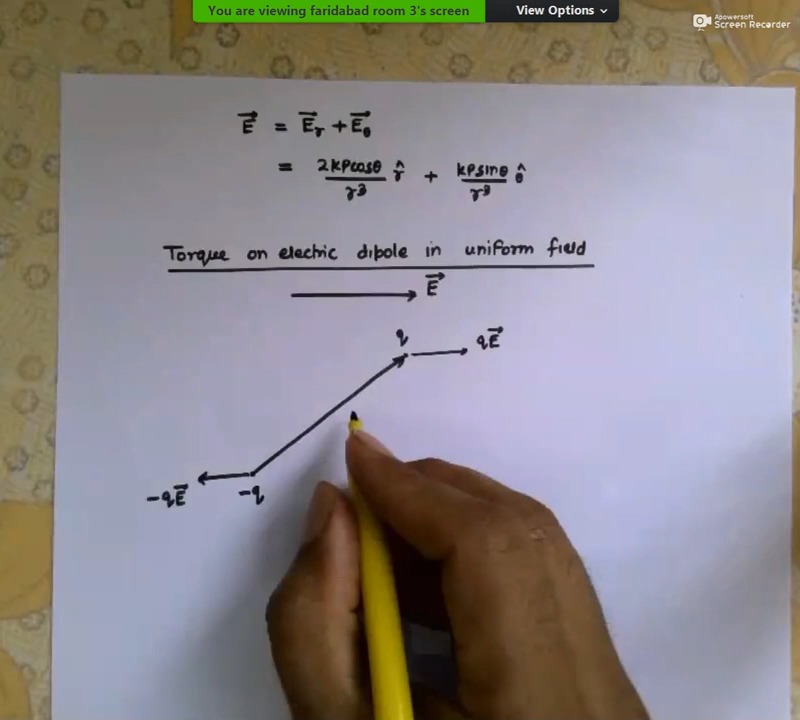 You are viewing faridabad room 3's screen
View Options
Apowersoft
Screen Recorder
E⃗ = E⃗r + E⃗θ
= 2KPcosθ/r³ r̂ + KPsinθ/r³ θ̂
Torque on electric dipole in uniform field
E⃗
q
qE⃗
-qE⃗
-q